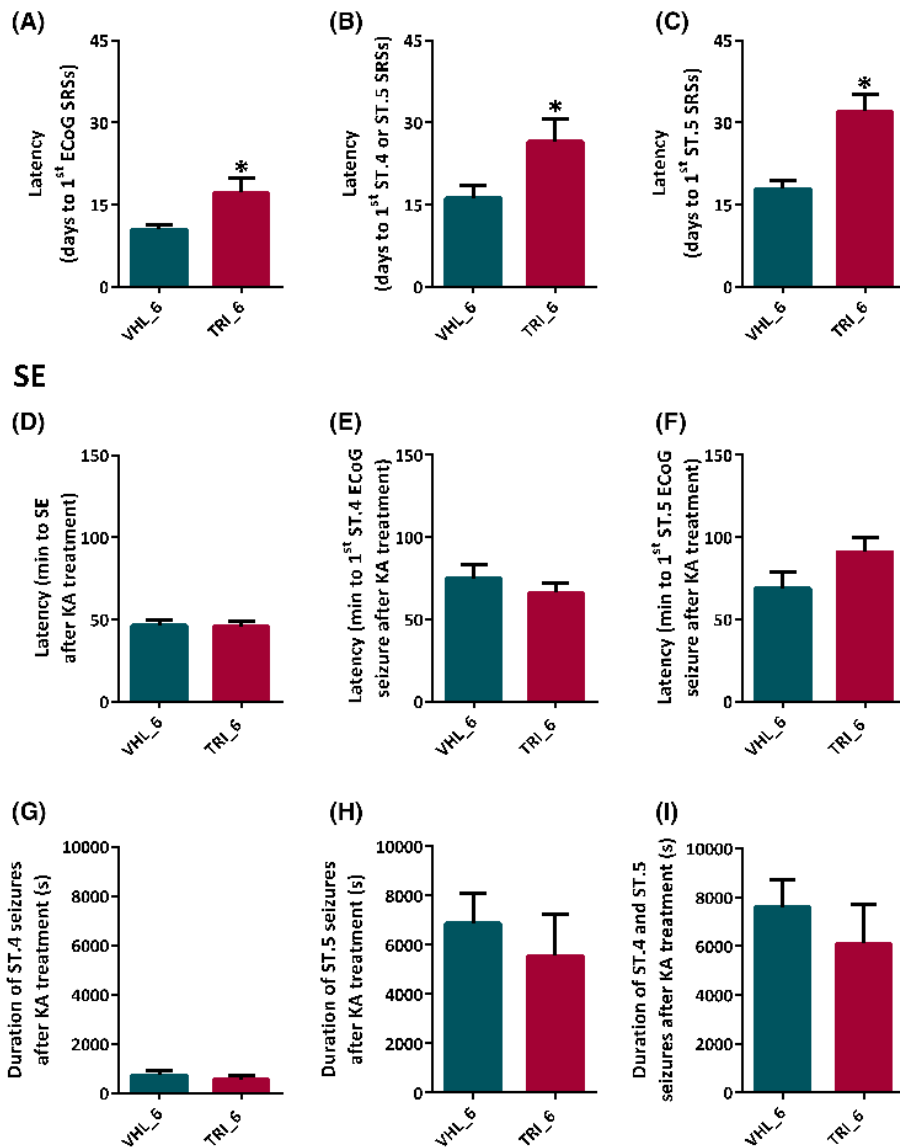 (A)
Latency
(days to 1st ECoG SRSs)
45
30
15
0
*
VHL_6
TRI_6
(B)
Latency
(days to 1st ST.4 or ST.5 SRSs)
45
30
15
0
*
VHL_6
TRI_6
(C)
Latency
(days to 1st ST.5 SRSs)
45
30
15
0
*
VHL_6
TRI_6
SE
(D)
Latency (min to SE
after KA treatment)
150
100
50
0
VHL_6
TRI_6
(E)
Latency (min to 1st ST.4 ECoG
seizure after KA treatment)
150
100
50
0
VHL_6
TRI_6
(F)
Latency (min to 1st ST.5 ECoG
seizure after KA treatment)
150
100
50
0
VHL_6
TRI_6
(G)
Duration of ST.4 seizures
after KA treatment (s)
10000
8000
6000
4000
2000
0
VHL_6
TRI_6
(H)
Duration of ST.5 seizures
after KA treatment (s)
10000
8000
6000
4000
2000
0
VHL_6
TRI_6
(I)
Duration of ST.4 and ST.5
seizures after KA treatment (s)
10000
8000
6000
4000
2000
0
VHL_6
TRI_6